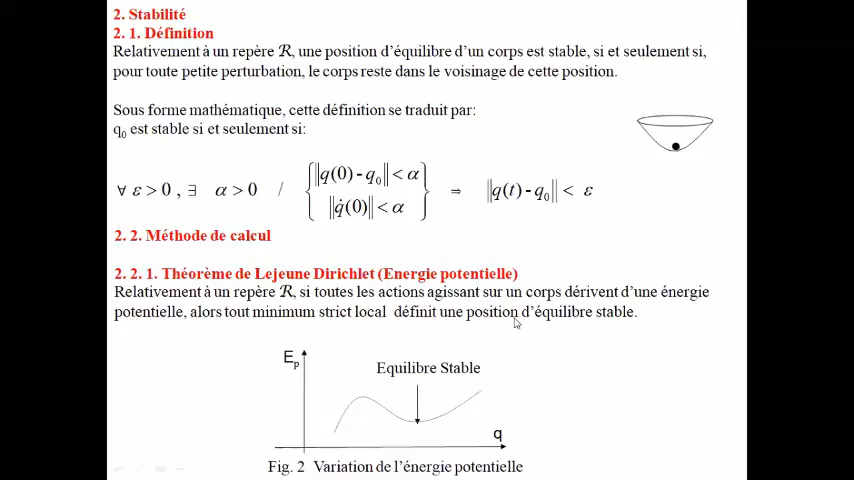 2. Stabilité
2. 1. Définition
Relativement à un repère ℛ, une position d’équilibre d’un corps est stable, si et seulement si,
pour toute petite perturbation, le corps reste dans le voisinage de cette position.
Sous forme mathématique, cette définition se traduit par:
q₀ est stable si et seulement si:
∀ ε > 0 , ∃ α > 0 / { ‖q(0) - q₀‖ < α } ⇒ ‖q(t) - q₀‖ < ε
{ ‖q̇(0)‖ < α }
2. 2. Méthode de calcul
2. 2. 1. Théorème de Lejeune Dirichlet (Energie potentielle)
Relativement à un repère ℛ, si toutes les actions agissant sur un corps dérivent d’une énergie
potentielle, alors tout minimum strict local définit une position d’équilibre stable.
Eₚ
Equilibre Stable
q
Fig. 2 Variation de l’énergie potentielle